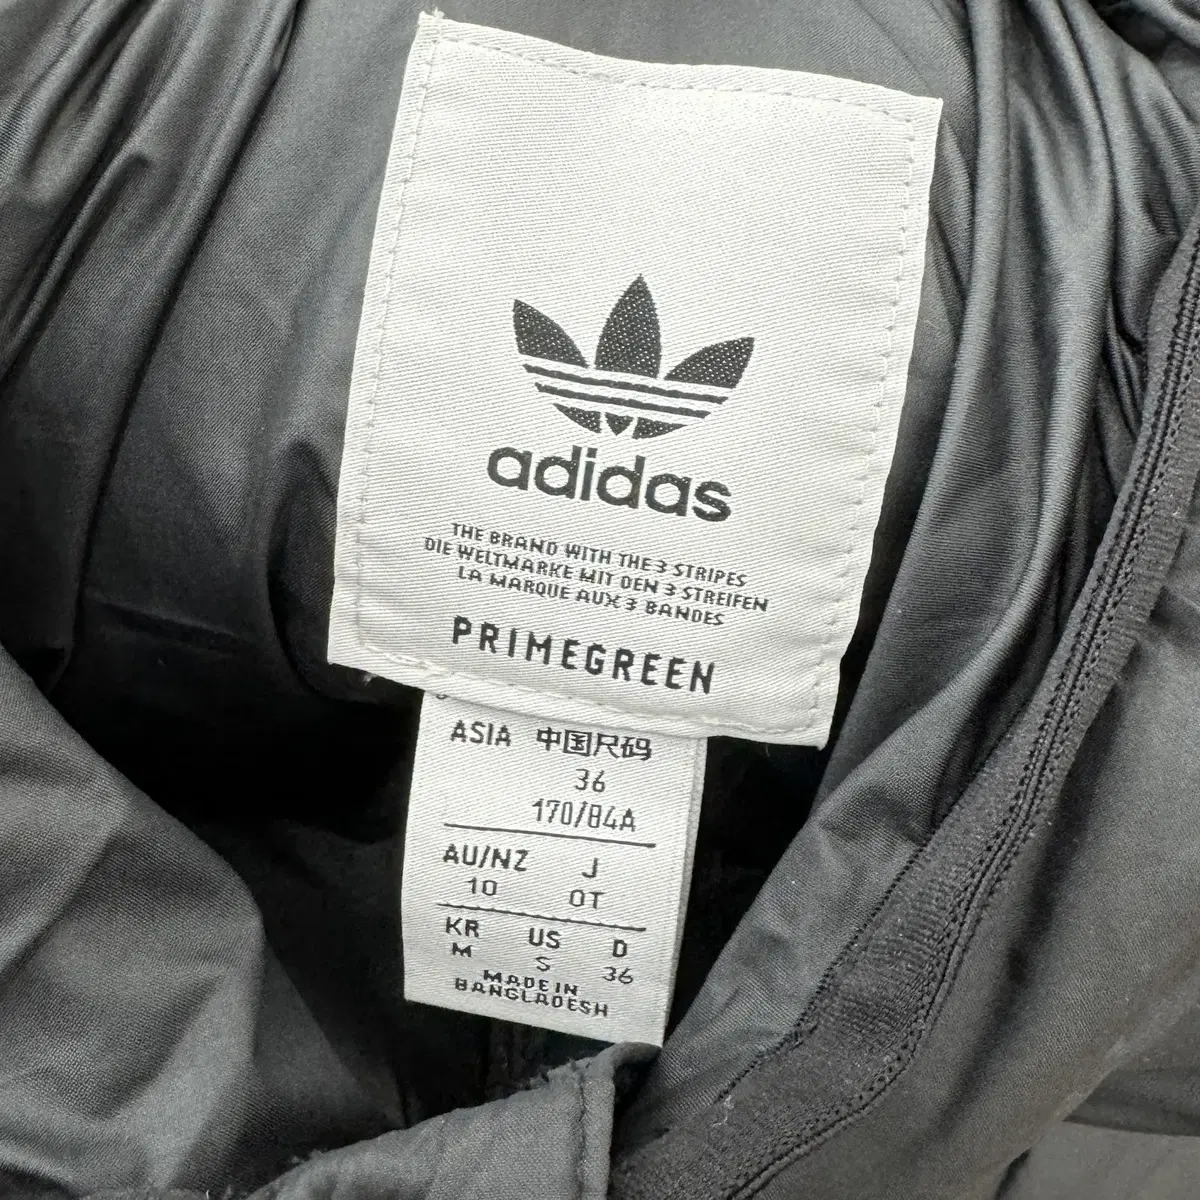 adidas
THE BRAND WITH THE 3 STRIPES
DIE WELTMARKE MIT DEN 3 STREIFEN
LA MARQUE AUX 3 BANDES
PRIMEGREEN
ASIA 中国尺码
36
170/84A
AU/NZ J
10 OT
KR US D
M S 36
MADE IN
BANGLADESH